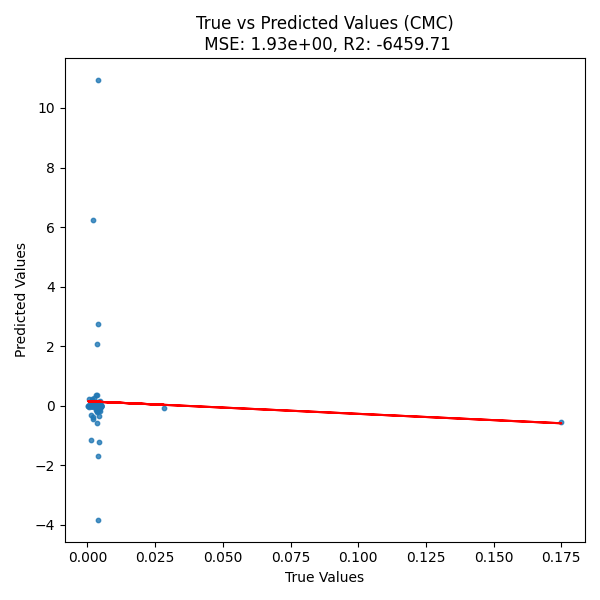 True vs Predicted Values (CMC)
MSE: 1.93e+00, R2: -6459.71
Predicted Values
10
8
6
4
2
0
−2
−4
0.000 0.025 0.050 0.075 0.100 0.125 0.150 0.175
True Values